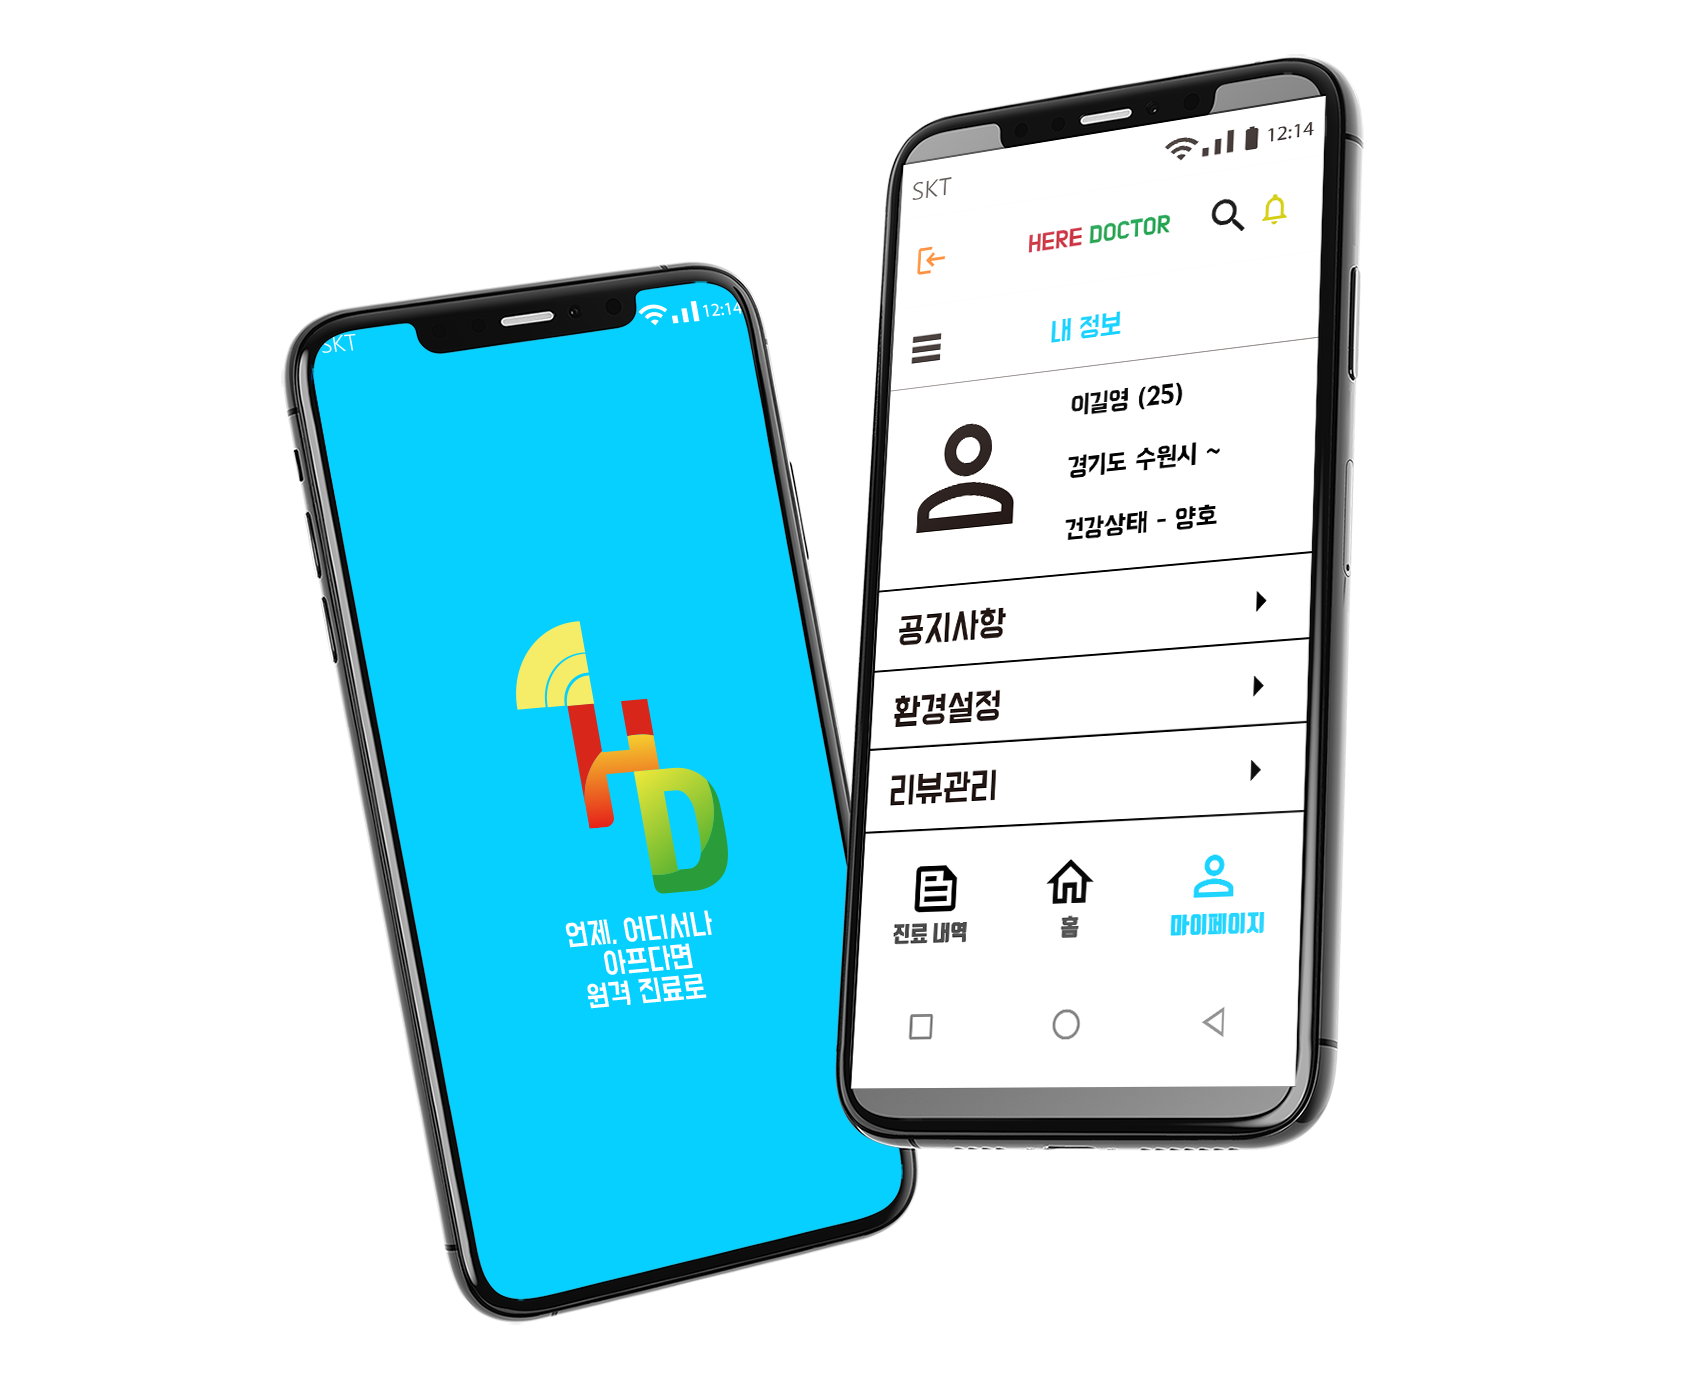 SKT
12:14
HD
언제. 어디서나
아프다면
원격 진료로
12:14
SKT
HERE DOCTOR
내 정보
이길영 (25)
경기도 수원시 ~
건강상태 - 양호
공지사항
환경설정
리뷰관리
진료 내역
홈
마이페이지